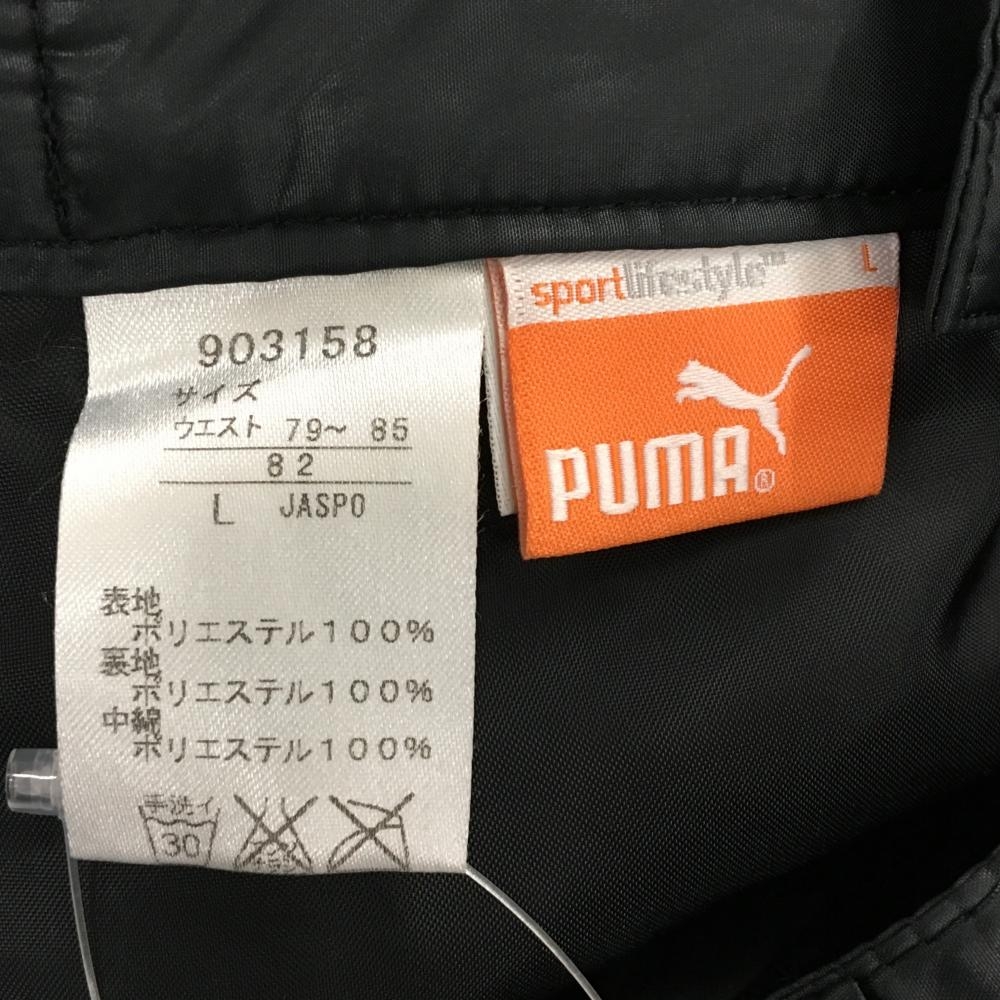 903158
サイズ
ウエスト 79〜 85
82
L JASPO
表地
ポリエステル100%
裏地
ポリエステル100%
中綿
ポリエステル100%
手洗イ
30
sportlifestyle™ L
PUMA®